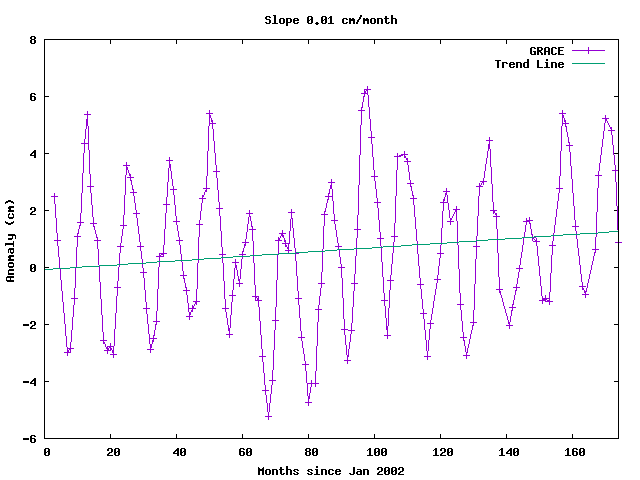 Slope 0.01 cm/month
8
GRACE
Trend Line
6
4
2
0
-2
-4
-6
Anomaly (cm)
0 20 40 60 80 100 120 140 160
Months since Jan 2002